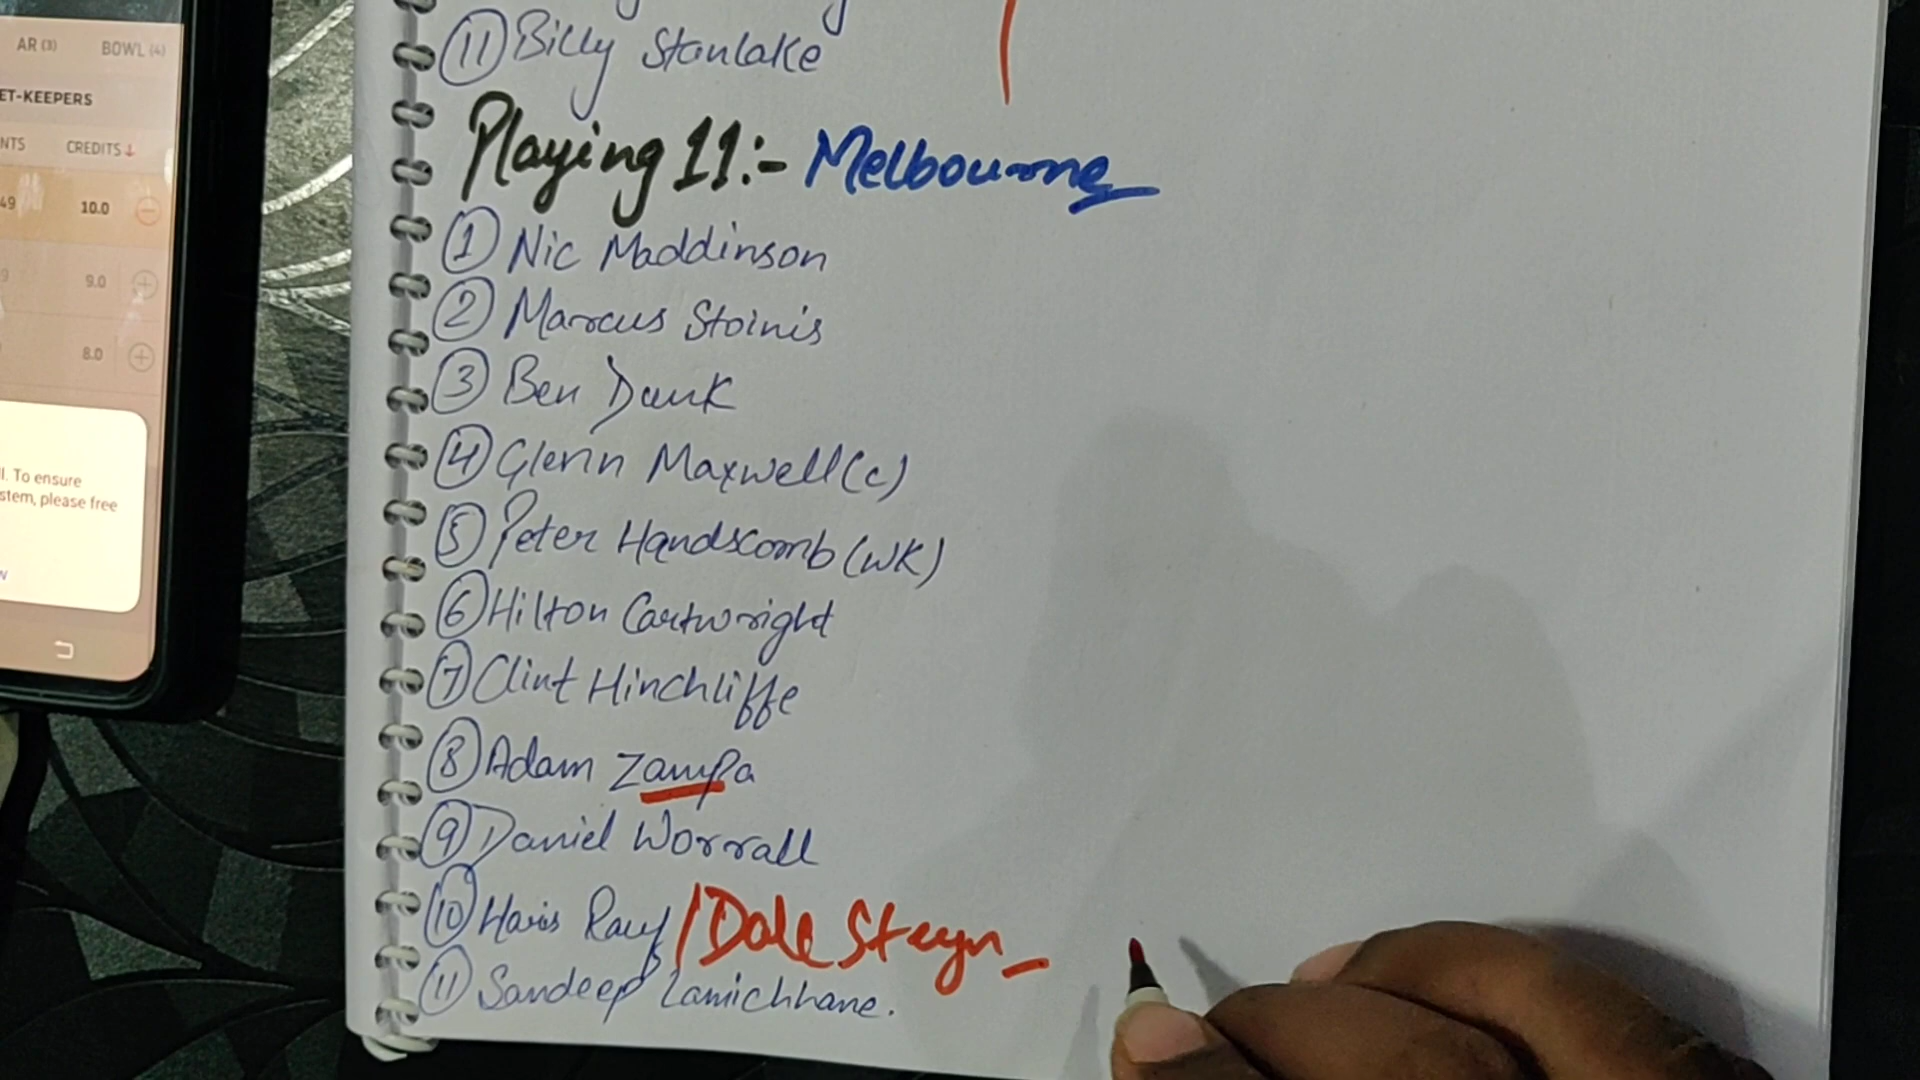 AR (3) BOWL (4)
ET-KEEPERS
NTS CREDITS↓
49 10.0
9 9.0
8.0
l. To ensure
stem, please free
w
11 Billy Stanlake
Playing 11:- Melbourne
1 Nic Maddinson
2 Marcus Stoinis
3 Ben Dunk
4 Glenn Maxwell (c)
5 Peter Handscomb (WK)
6 Hilton Cartwright
7 Clint Hinchliffe
8 Adam Zampa
9 Daniel Worrall
10 Haris Rauf / Dale Steyn
11 Sandeep Lamichhane.